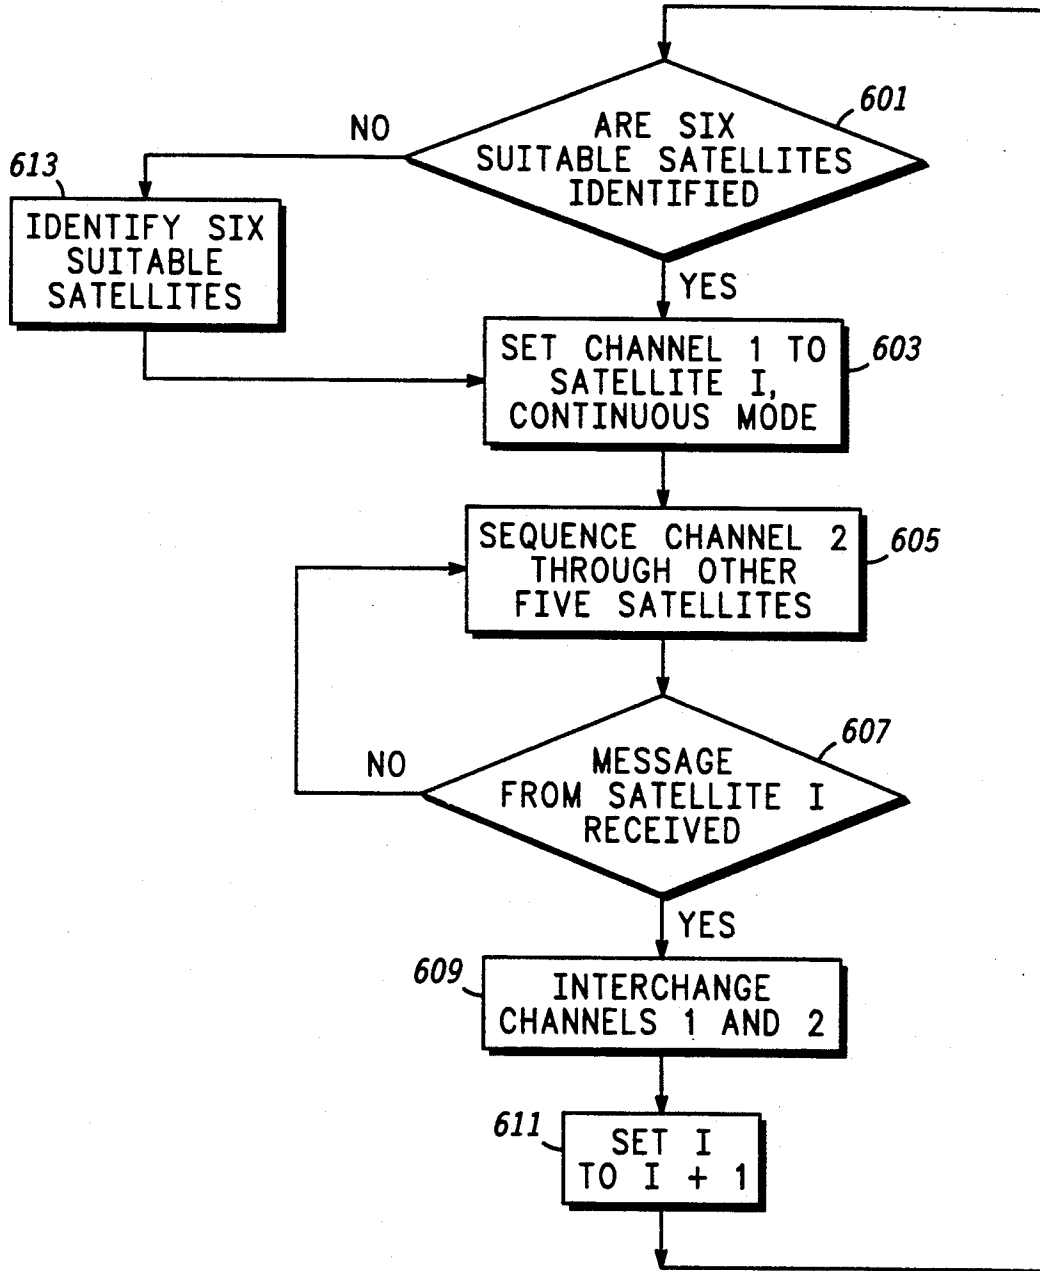 601
ARE SIX
SUITABLE SATELLITES
IDENTIFIED
NO
613
IDENTIFY SIX
SUITABLE
SATELLITES
YES
SET CHANNEL 1 TO
SATELLITE I,
CONTINUOUS MODE
603
SEQUENCE CHANNEL 2
THROUGH OTHER
FIVE SATELLITES
605
607
MESSAGE
FROM SATELLITE I
RECEIVED
NO
YES
609
INTERCHANGE
CHANNELS 1 AND 2
611
SET I
TO I + 1